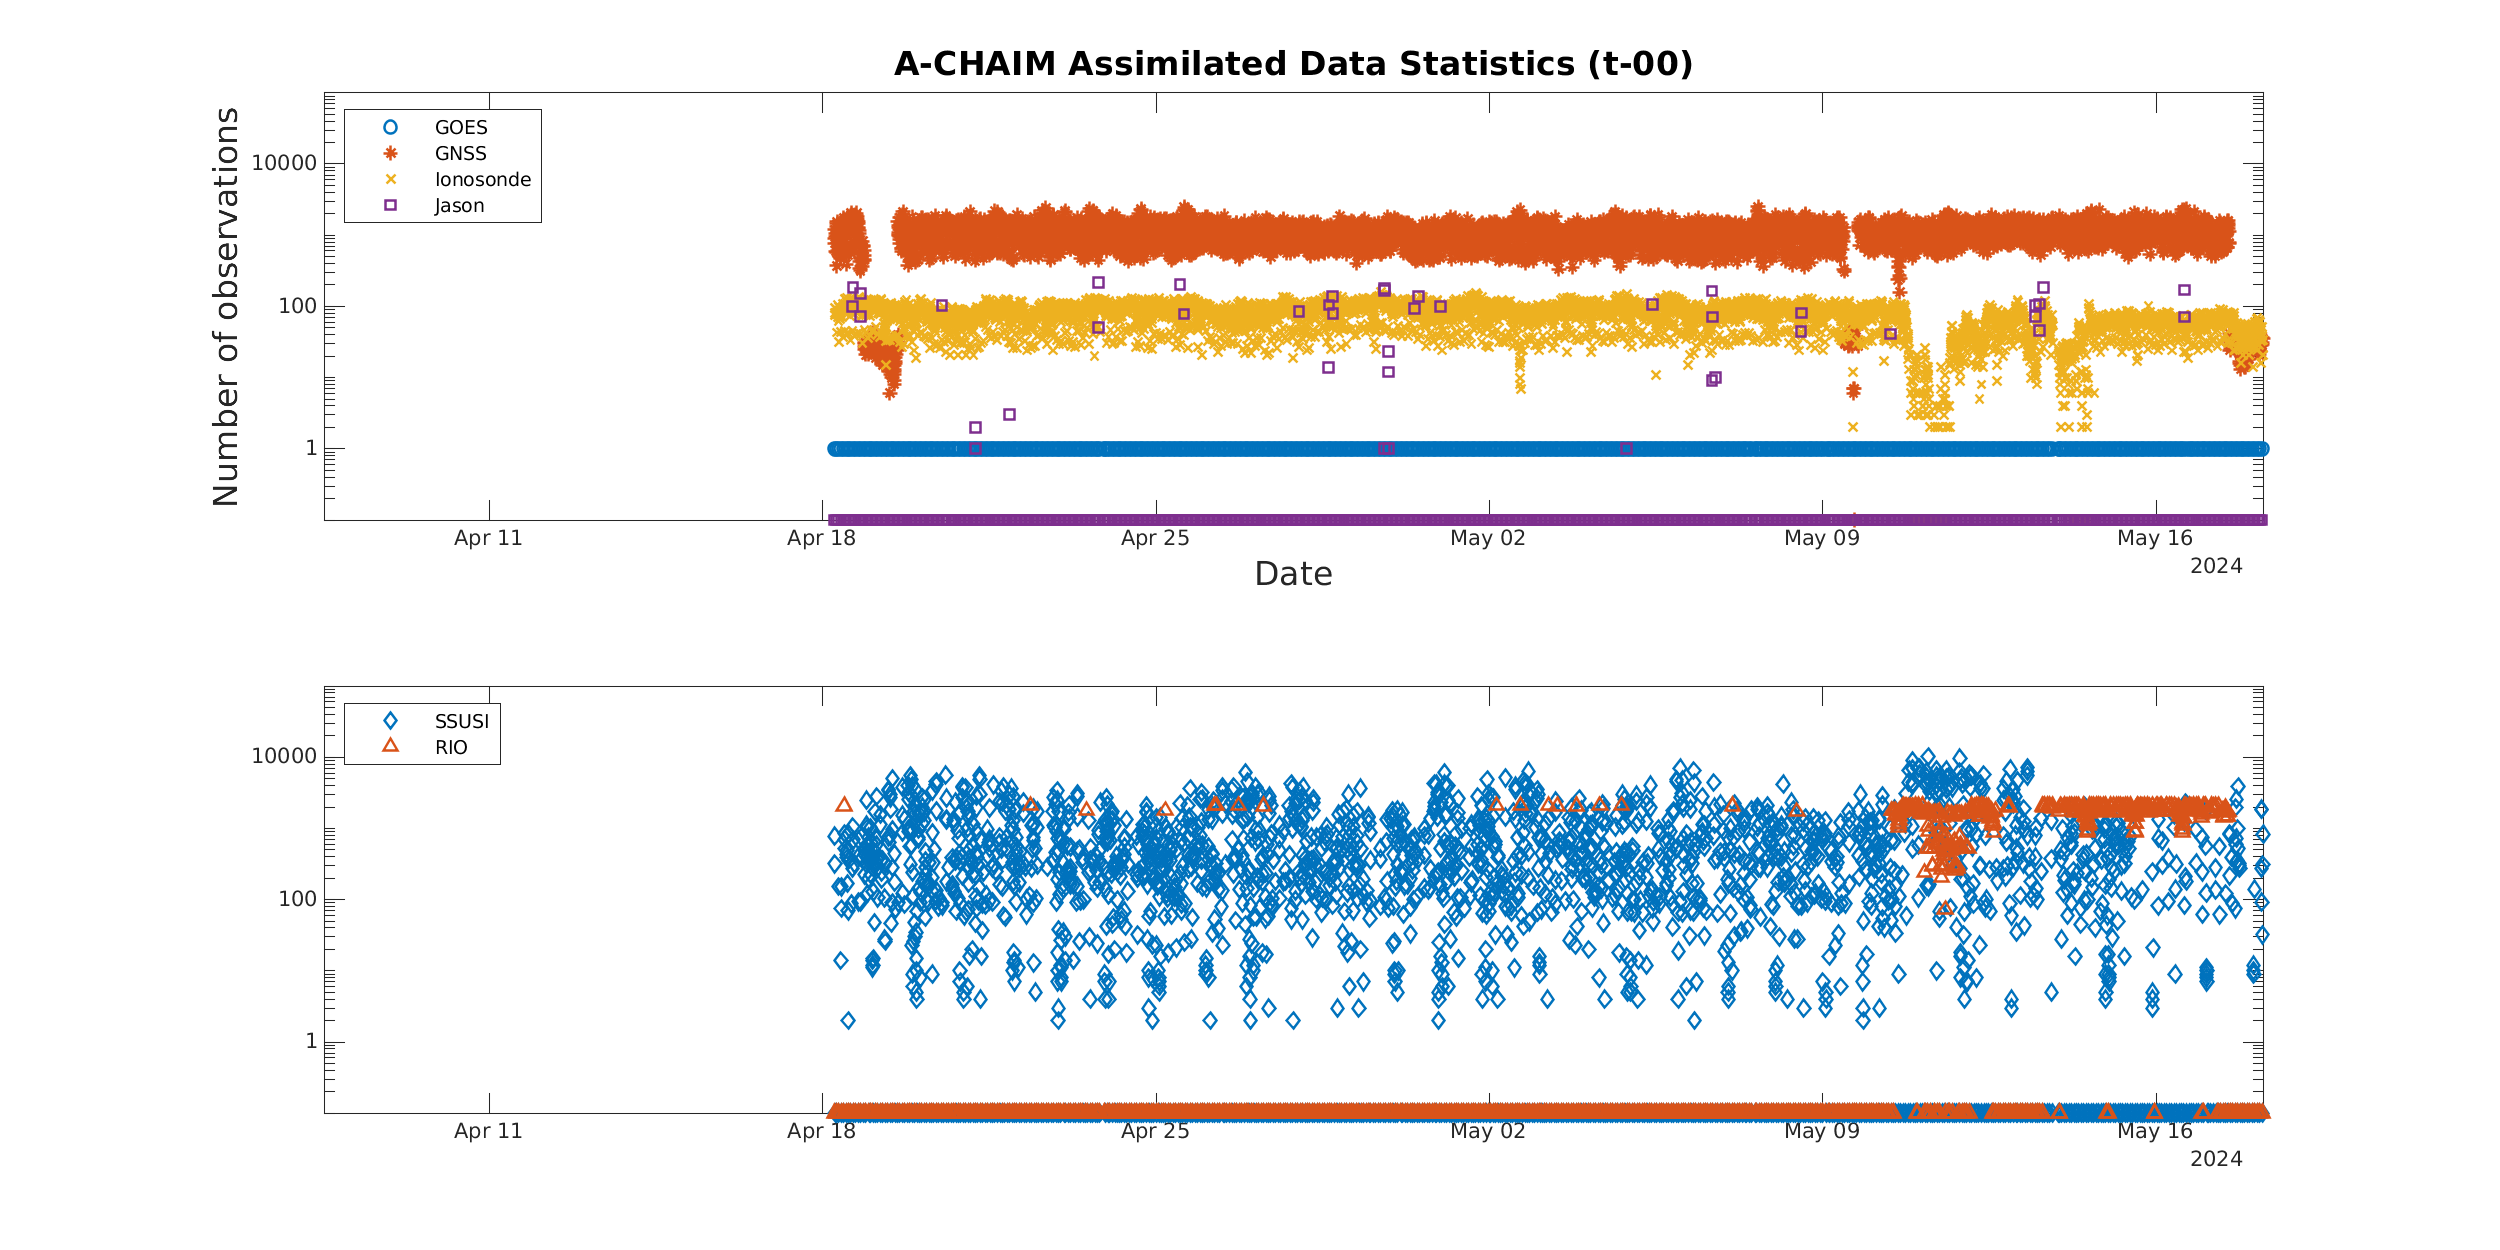 A-CHAIM Assimilated Data Statistics (t-00)
Number of observations
10000
100
1
GOES
GNSS
Ionosonde
Jason
Apr 11
Apr 18
Apr 25
May 02
May 09
May 16
2024
Date
10000
100
1
SSUSI
RIO
Apr 11
Apr 18
Apr 25
May 02
May 09
May 16
2024